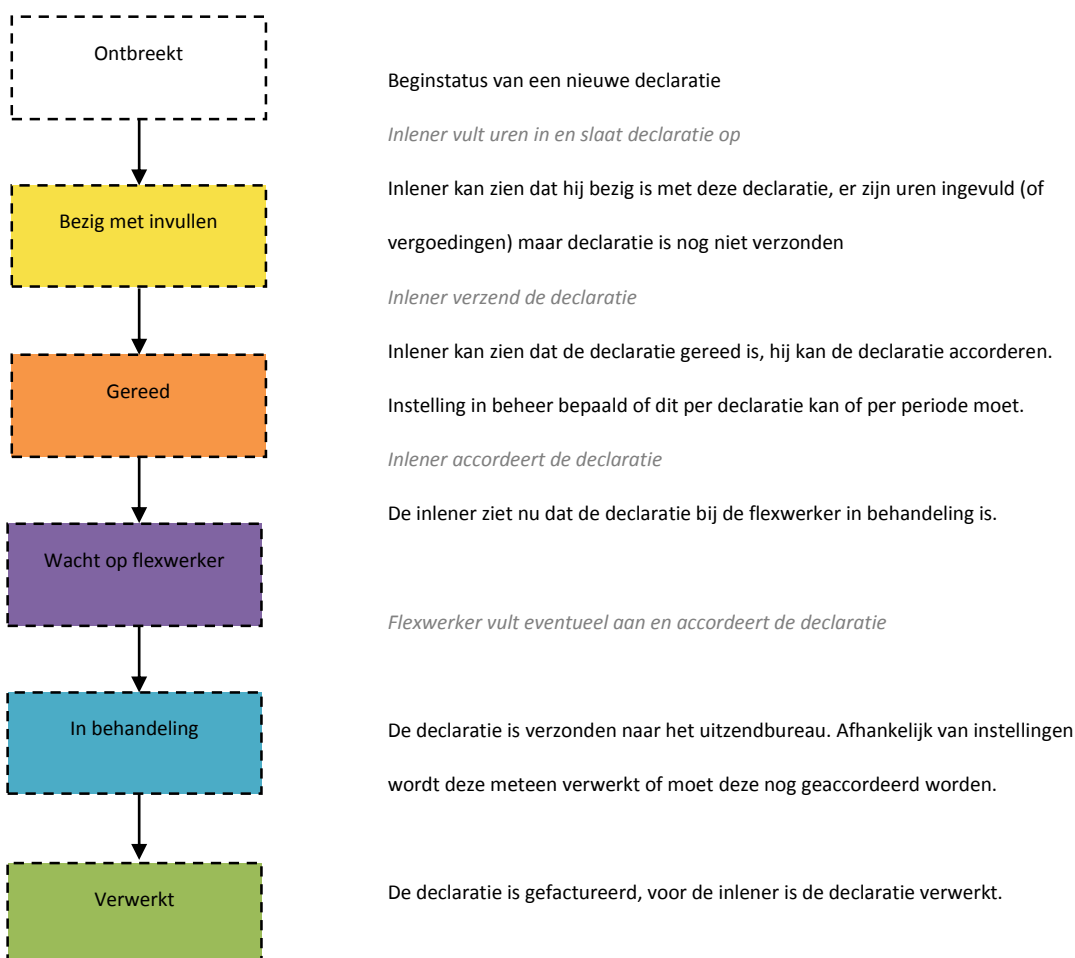 Ontbreekt
Beginstatus van een nieuwe declaratie
Inlener vult uren in en slaat declaratie op
Bezig met invullen
Inlener kan zien dat hij bezig is met deze declaratie, er zijn uren ingevuld (of
vergoedingen) maar declaratie is nog niet verzonden
Inlener verzend de declaratie
Gereed
Inlener kan zien dat de declaratie gereed is, hij kan de declaratie accorderen.
Instelling in beheer bepaald of dit per declaratie kan of per periode moet.
Inlener accordeert de declaratie
Wacht op flexwerker
De inlener ziet nu dat de declaratie bij de flexwerker in behandeling is.
Flexwerker vult eventueel aan en accordeert de declaratie
In behandeling
De declaratie is verzonden naar het uitzendbureau. Afhankelijk van instellingen
wordt deze meteen verwerkt of moet deze nog geaccordeerd worden.
Verwerkt
De declaratie is gefactureerd, voor de inlener is de declaratie verwerkt.